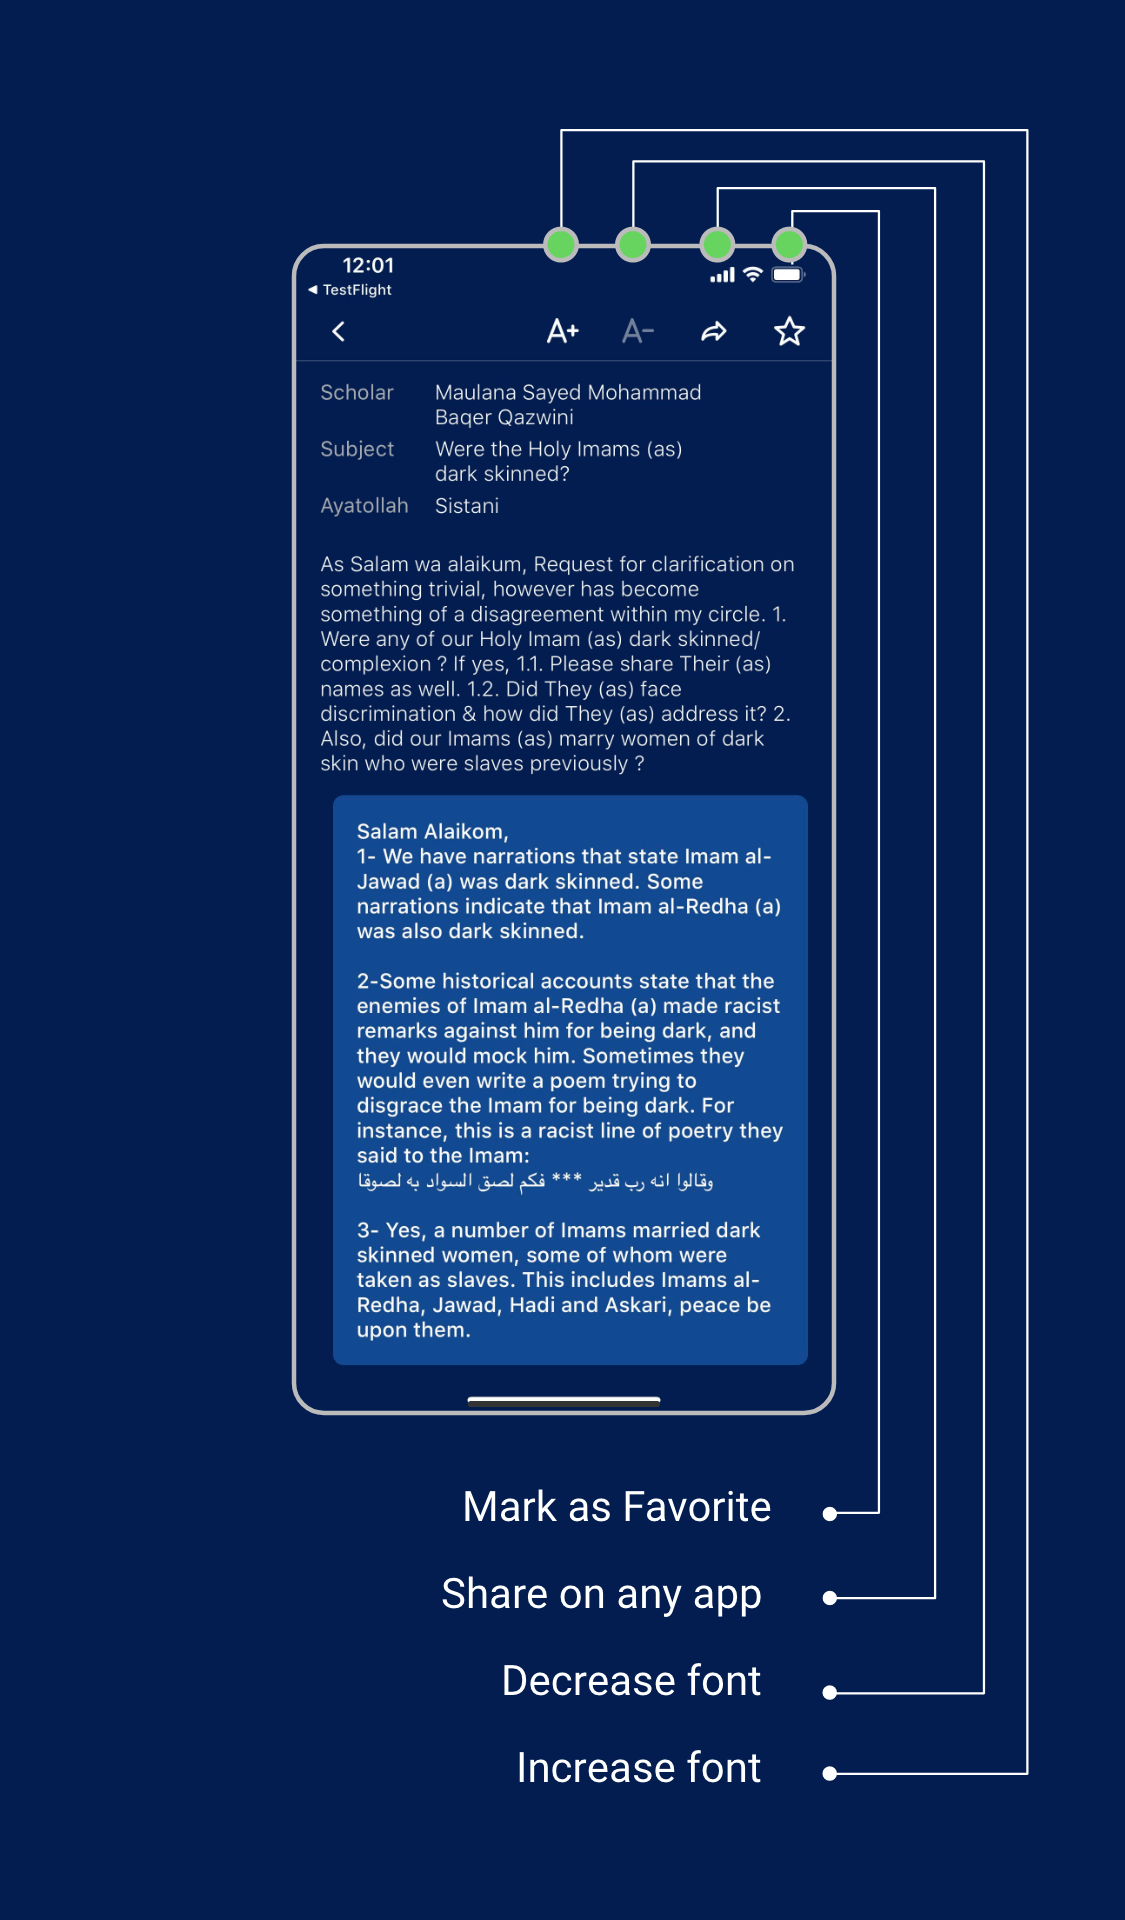 12:01
◀ TestFlight
A+ A−
Scholar Maulana Sayed Mohammad
Baqer Qazwini
Subject Were the Holy Imams (as)
dark skinned?
Ayatollah Sistani
As Salam wa alaikum, Request for clarification on
something trivial, however has become
something of a disagreement within my circle. 1.
Were any of our Holy Imam (as) dark skinned/
complexion ? If yes, 1.1. Please share Their (as)
names as well. 1.2. Did They (as) face
discrimination & how did They (as) address it? 2.
Also, did our Imams (as) marry women of dark
skin who were slaves previously ?
Salam Alaikom,
1- We have narrations that state Imam al-
Jawad (a) was dark skinned. Some
narrations indicate that Imam al-Redha (a)
was also dark skinned.
2-Some historical accounts state that the
enemies of Imam al-Redha (a) made racist
remarks against him for being dark, and
they would mock him. Sometimes they
would even write a poem trying to
disgrace the Imam for being dark. For
instance, this is a racist line of poetry they
said to the Imam:
وقالوا انه رب قدير *** فكم لصق السواد به لصوقا
3- Yes, a number of Imams married dark
skinned women, some of whom were
taken as slaves. This includes Imams al-
Redha, Jawad, Hadi and Askari, peace be
upon them.
Mark as Favorite
Share on any app
Decrease font
Increase font